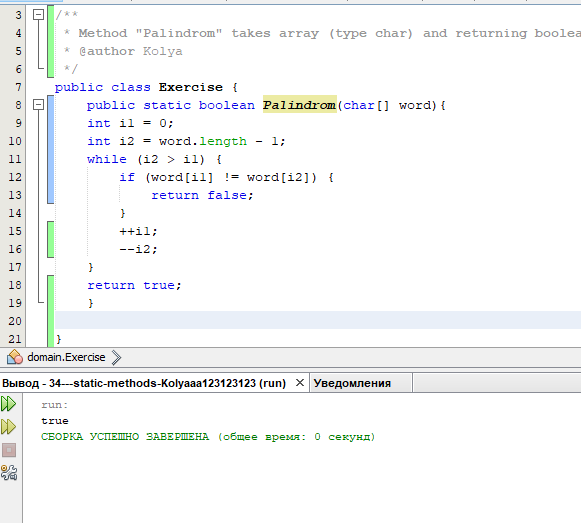 3 /**
4 * Method "Palindrom" takes array (type char) and returning boolea
5 * @author Kolya
6 */
7 public class Exercise {
8 public static boolean Palindrom(char[] word){
9 int i1 = 0;
10 int i2 = word.length - 1;
11 while (i2 > i1) {
12 if (word[i1] != word[i2]) {
13 return false;
14 }
15 ++i1;
16 --i2;
17 }
18 return true;
19 }
20
21 }
domain.Exercise
Вывод - 34---static-methods-Kolyaaa123123123 (run) × Уведомления
run:
true
СБОРКА УСПЕШНО ЗАВЕРШЕНА (общее время: 0 секунд)